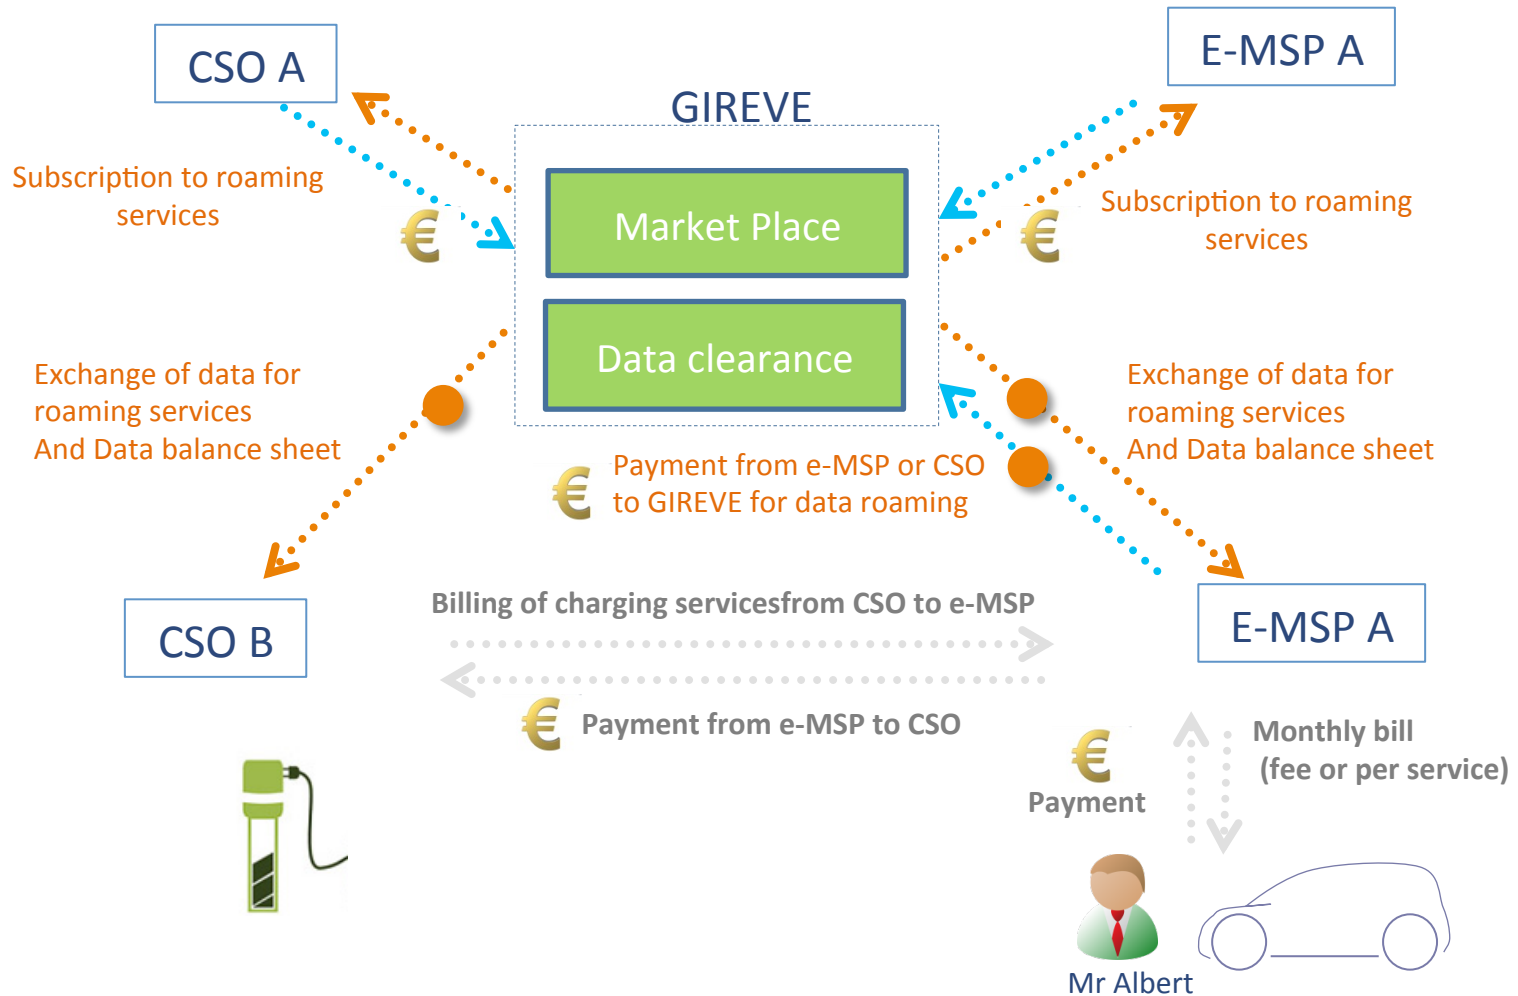 CSO A
E-MSP A
GIREVE
Subscription to roaming
services
€
Market Place
€
Subscription to roaming
services
Data clearance
Exchange of data for
roaming services
And Data balance sheet
Exchange of data for
roaming services
And Data balance sheet
€
Payment from e-MSP or CSO
to GIREVE for data roaming
Billing of charging servicesfrom CSO to e-MSP
CSO B
E-MSP A
€
Payment from e-MSP to CSO
€
Payment
Monthly bill
(fee or per service)
Mr Albert